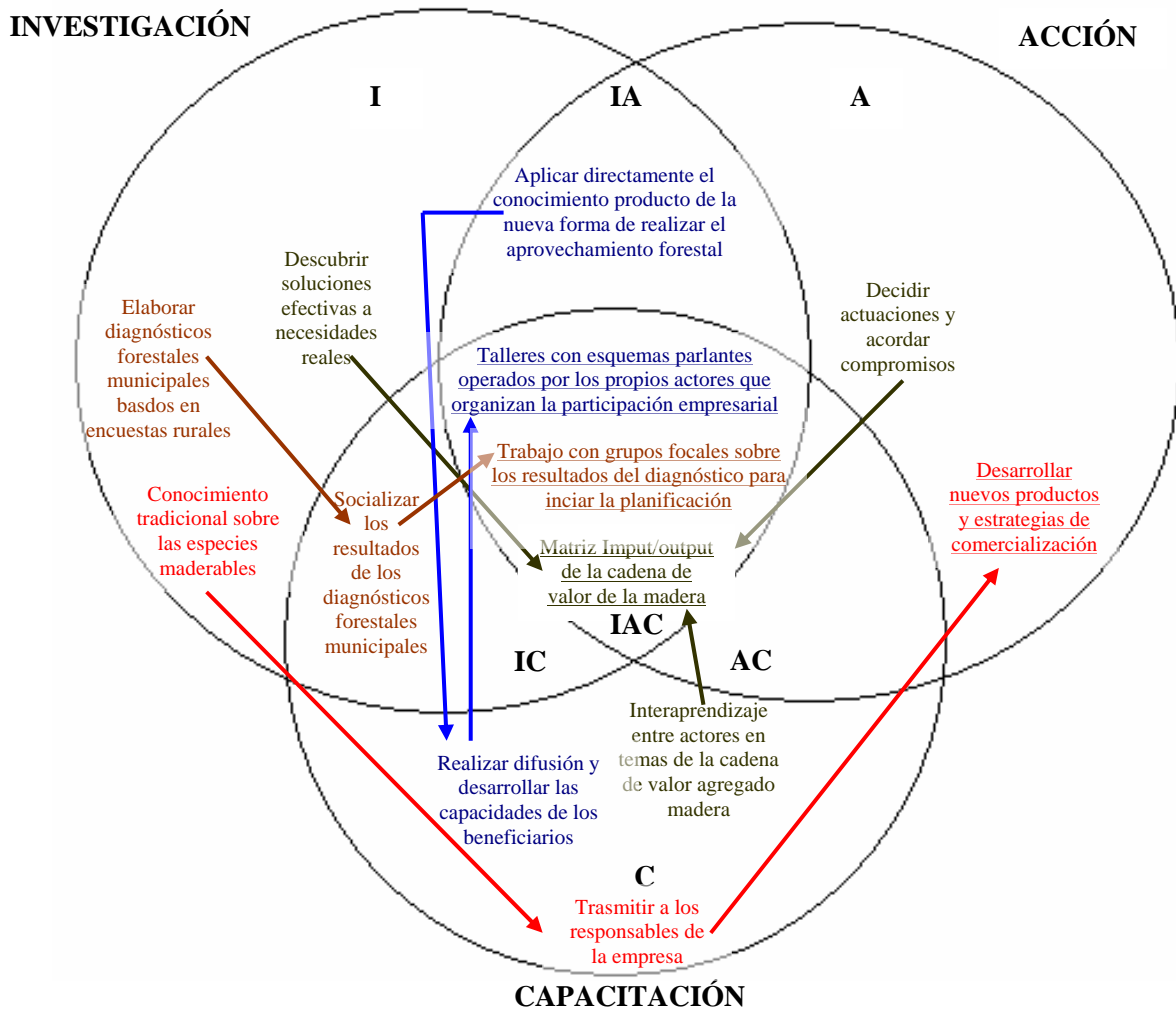 INVESTIGACIÓN
ACCIÓN
I
IA
A
Aplicar directamente el
conocimiento producto de la
nueva forma de realizar el
aprovechamiento forestal
Descubrir
soluciones
efectivas a
necesidades
reales
Decidir
actuaciones y
acordar
compromisos
Elaborar
diagnósticos
forestales
municipales
basdos en
encuestas rurales
Talleres con esquemas parlantes
operados por los propios actores que
organizan la participación empresarial
Trabajo con grupos focales sobre
los resultados del diagnóstico para
inciar la planificación
Conocimiento
tradicional sobre
las especies
maderables
Socializar
los
resultados
de los
diagnósticos
forestales
municipales
Desarrollar
nuevos productos
y estrategias de
comercialización
Matriz Imput/output
de la cadena de
valor de la madera
IAC
IC
AC
Interaprendizaje
entre actores en
temas de la cadena
de valor agregado
madera
Realizar difusión y
desarrollar las
capacidades de los
beneficiarios
C
Trasmitir a los
responsables de
la empresa
CAPACITACIÓN